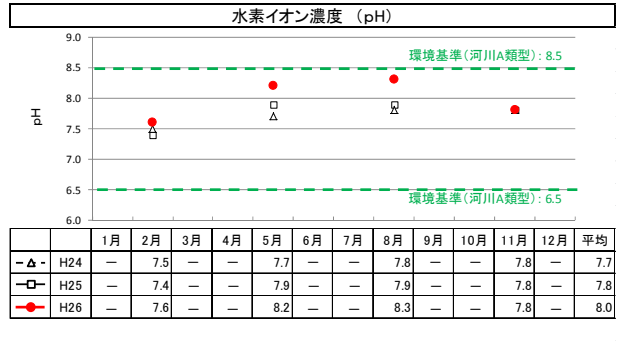 水素イオン濃度 （pH）
9.0
8.5
8.0
7.5
7.0
6.5
6.0
pH
環境基準（河川A類型）: 8.5
環境基準（河川A類型）: 6.5
1月 2月 3月 4月 5月 6月 7月 8月 9月 10月 11月 12月 平均
H24 － 7.5 － － 7.7 － － 7.8 － － 7.8 － 7.7
H25 － 7.4 － － 7.9 － － 7.9 － － 7.8 － 7.8
H26 － 7.6 － － 8.2 － － 8.3 － － 7.8 － 8.0